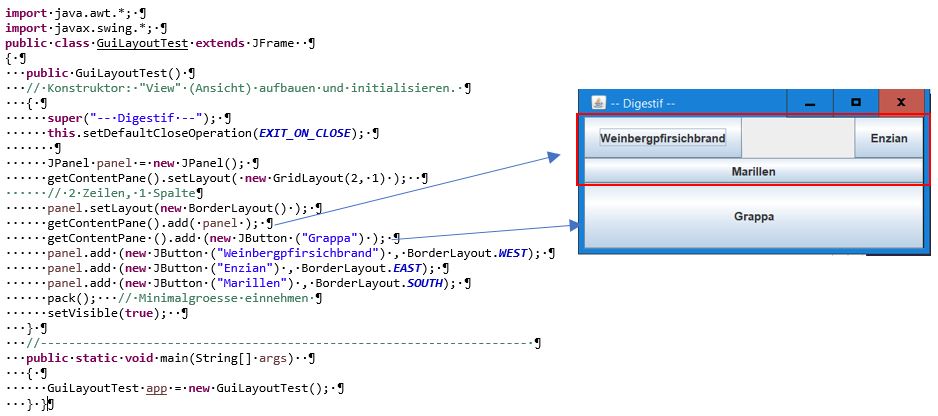 import java.awt.*; ¶
import javax.swing.*; ¶
public class GuiLayoutTest extends JFrame ¶
{ ¶
public GuiLayoutTest() ¶
// Konstruktor: "View" (Ansicht) aufbauen und initialisieren. ¶
{ ¶
super("-- Digestif --"); ¶
this.setDefaultCloseOperation(EXIT_ON_CLOSE); ¶
¶
JPanel panel = new JPanel(); ¶
getContentPane().setLayout( new GridLayout(2, 1) ); ¶
// 2 Zeilen, 1 Spalte¶
panel.setLayout(new BorderLayout() ); ¶
getContentPane().add( panel ); ¶
getContentPane ().add (new JButton ("Grappa") ); ¶
panel.add (new JButton ("Weinbergpfirsichbrand") , BorderLayout.WEST); ¶
panel.add (new JButton ("Enzian") , BorderLayout.EAST); ¶
panel.add (new JButton ("Marillen") , BorderLayout.SOUTH); ¶
pack(); // Minimalgroesse einnehmen ¶
setVisible(true); ¶
} ¶
//---------------------------------------------------------------------- ¶
public static void main(String[] args) ¶
{ ¶
GuiLayoutTest app = new GuiLayoutTest(); ¶
} }¶
-- Digestif --
Weinbergpfirsichbrand
Enzian
Marillen
Grappa